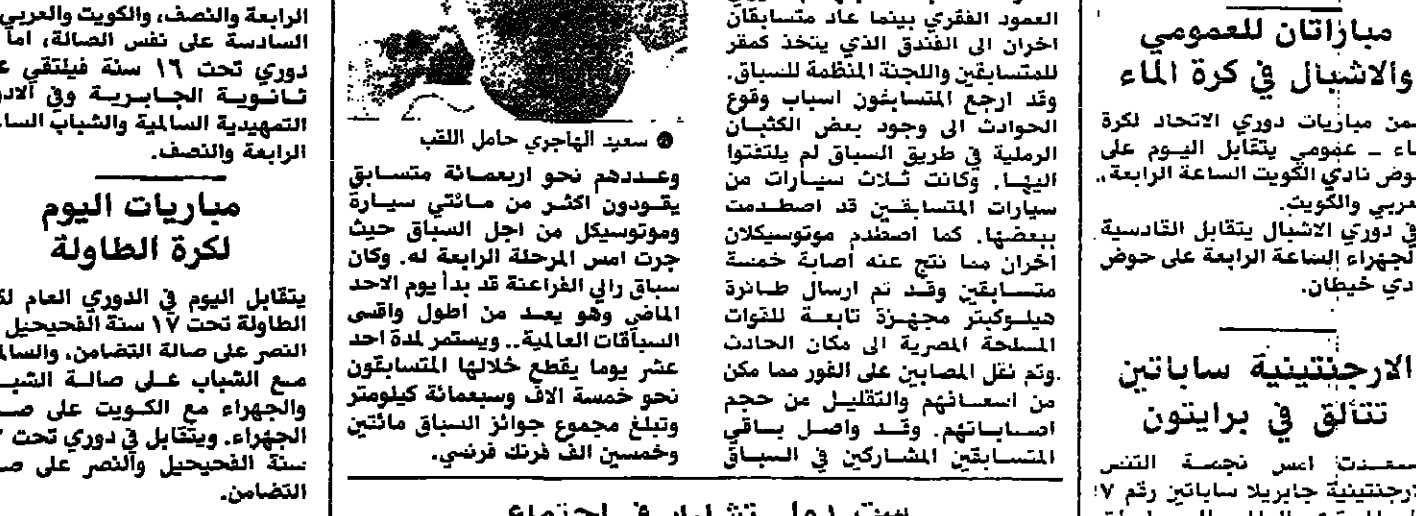 مباراتان للعمومي
والاشبال في كرة الماء
ضمن مباريات دوري الاتحاد لكرة
الماء ـ عمومي يتقابل اليوم على
حوض نادي الكويت الساعة الرابعة،
العربي والكويت.
في دوري الاشبال يتقابل القادسية
والجهراء الساعة الرابعة على حوض
نادي خيطان.
الارجنتينية ساباتين
تتألق في برايتون
صعدت امس نجمة التنس
الارجنتينية جابريلا ساباتين رقم ٧
العمود الفقري بينما عاد متسابقان
اخران الى الفندق الذي يتخذ كمقر
للمتسابقين واللجنة المنظمة للسباق.
وقد ارجع المتسابقون اسباب وقوع
الحوادث الى وجود بعض الكثبان
الرملية في طريق السباق لم يلتفتوا
اليها. وكانت ثلاث سيارات من
سيارات المتسابقين قد اصطدمت
ببعضها. كما اصطدم موتوسيكلان
اخران مما نتج عنه اصابة خمسة
متسابقين وقد تم ارسال طائرة
هيلوكبتر مجهزة تابعة للقوات
المسلحة المصرية الى مكان الحادث
وتم نقل المصابين على الفور مما مكن
من اسعافهم والتقليل من حجم
اصاباتهم. وقد واصل باقي
المتسابقين المشاركين في السباق
سعيد الهاجري حامل اللقب
وعددهم نحو اربعمائة متسابق
يقودون اكثر من مائتي سيارة
وموتوسيكل من اجل السباق حيث
جرت امس المرحلة الرابعة له. وكان
سباق رالي الفراعنة قد بدأ يوم الاحد
الماضي وهو يعد من اطول واقسى
السباقات العالمية.. ويستمر لمدة احد
عشر يوما يقطع خلالها المتسابقون
نحو خمسة الاف وسبعمائة كيلومتر
وتبلغ مجموع جوائز السباق مائتين
وخمسين الف فرنك فرنسي.
الرابعة والنصف، والكويت والعربي
السادسة على نفس الصالة، اما
دوري تحت ١٦ سنة فيلتقي
ثانوية الجابرية وفي
التمهيدية السالمية والشباب
الرابعة والنصف.
مباريات اليوم
لكرة الطاولة
يتقابل اليوم في الدوري العام
الطاولة تحت ١٧ سنة الفحيحيل
النصر على صالة التضامن، والسالمية
مع الشباب على صالة الشباب
والجهراء مع الكويت على
الجهراء. ويتقابل في دوري تحت
سنة الفحيحيل والنصر على
التضامن.